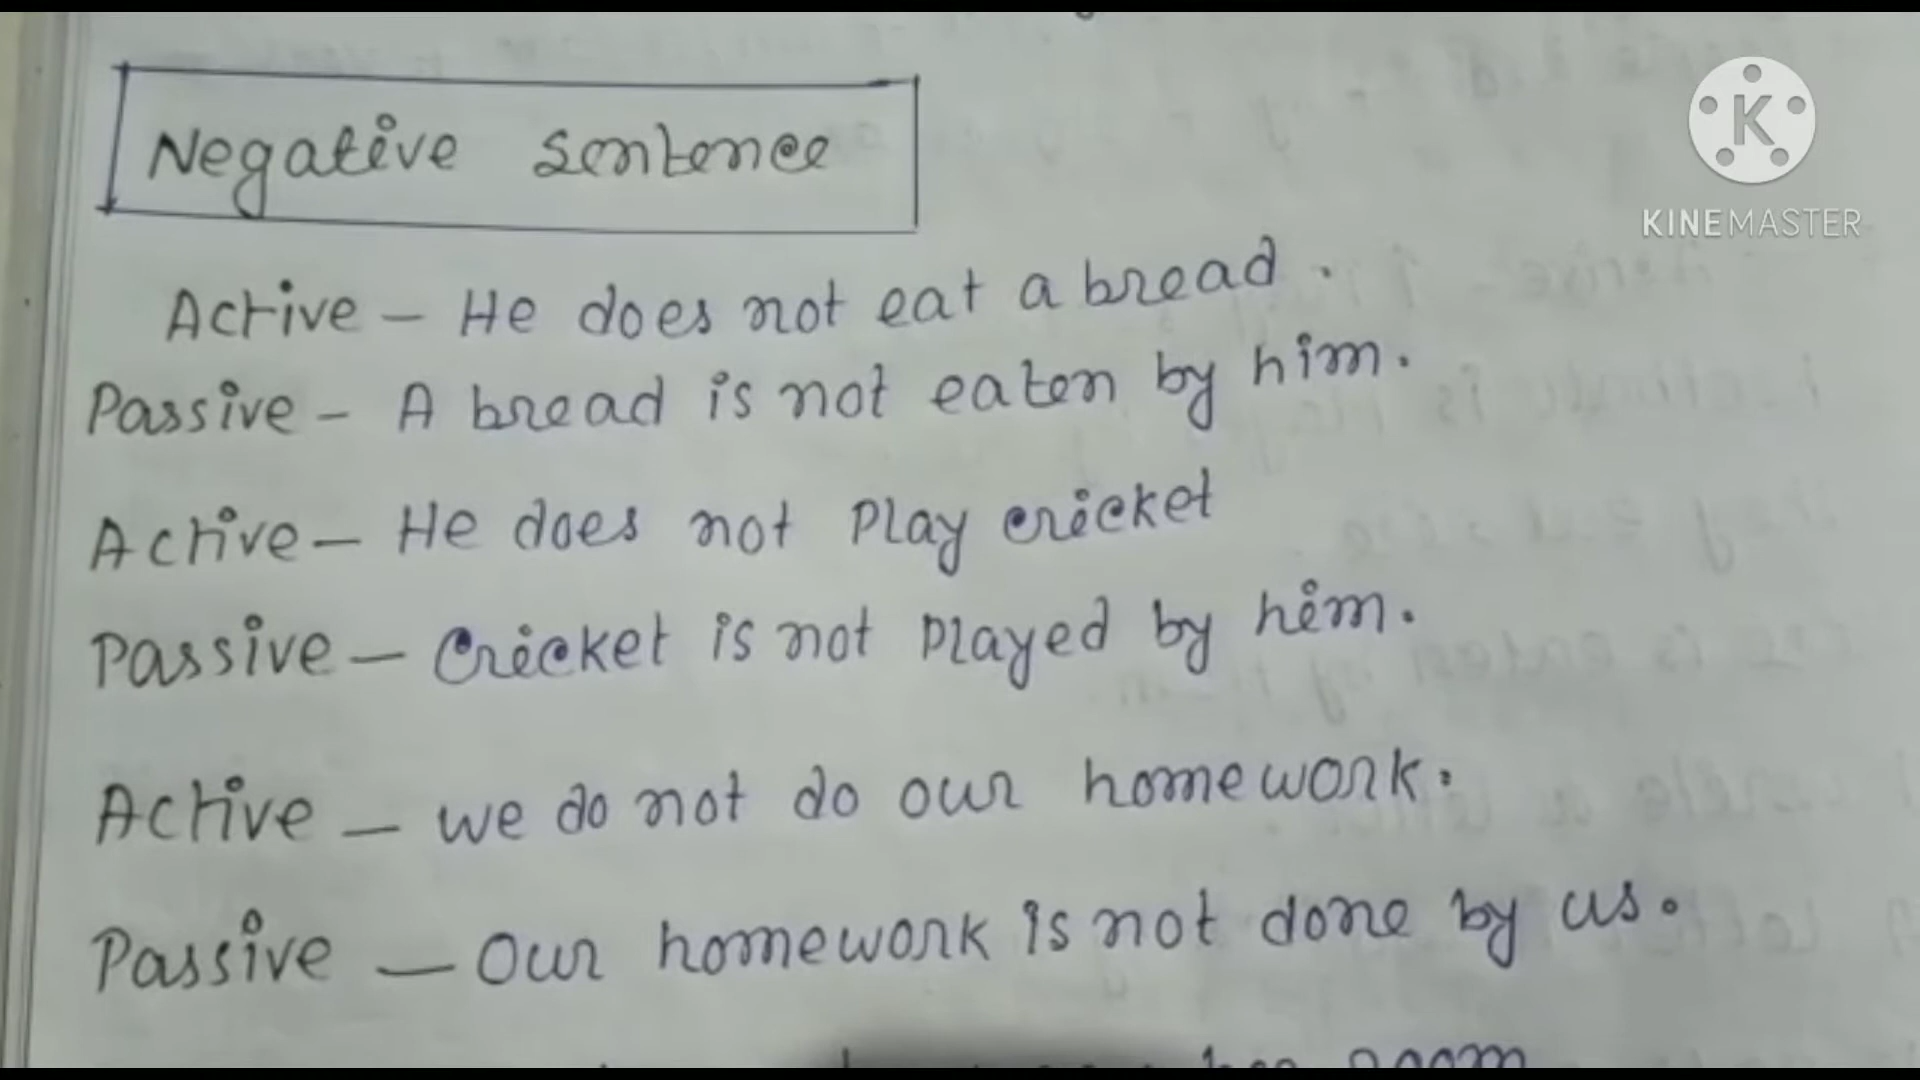 Negative sentence
KINEMASTER
Active – He does not eat a bread.
Passive – A bread is not eaten by him.
Active – He does not Play cricket
Passive – Cricket is not Played by him.
Active – we do not do our homework.
Passive – Our homework is not done by us.
room